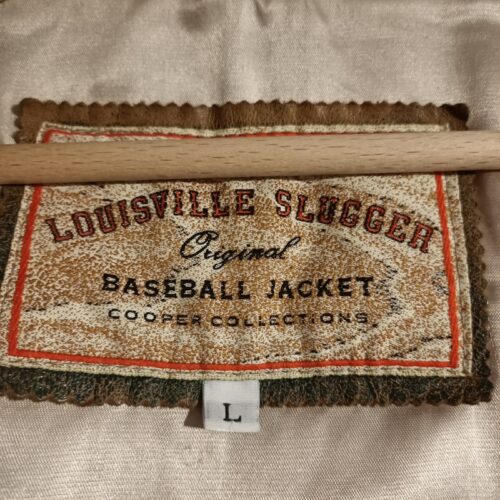 LOUISVILLE SLUGGER
Original
BASEBALL JACKET
COOPER COLLECTIONS
L